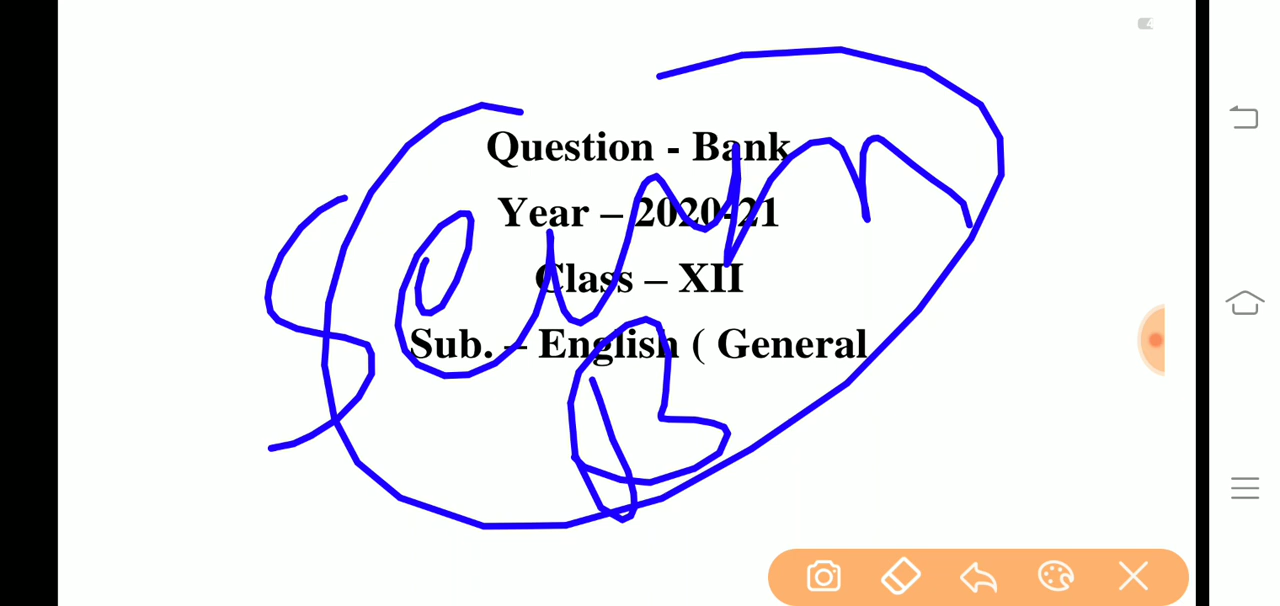 Question - Bank
Year – 2020-21
Class – XII
Sub. – English ( General